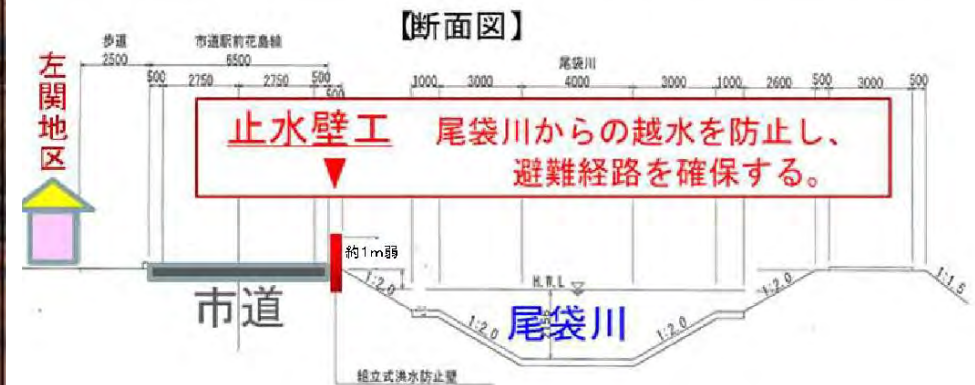 【断面図】
歩道
市道駅前花島線
尾袋川
2500
6500
500 2750 2750 500
500
1000 3000 4000 3000 1000 2600 500 3000 500
左関地区
止水壁工 尾袋川からの越水を防止し、
避難経路を確保する。
約1m弱
1:2.0
H.W.L
1:2.0
1:1.5
市道
1:2.0
尾袋川
1:2.0
組立式洪水防止壁